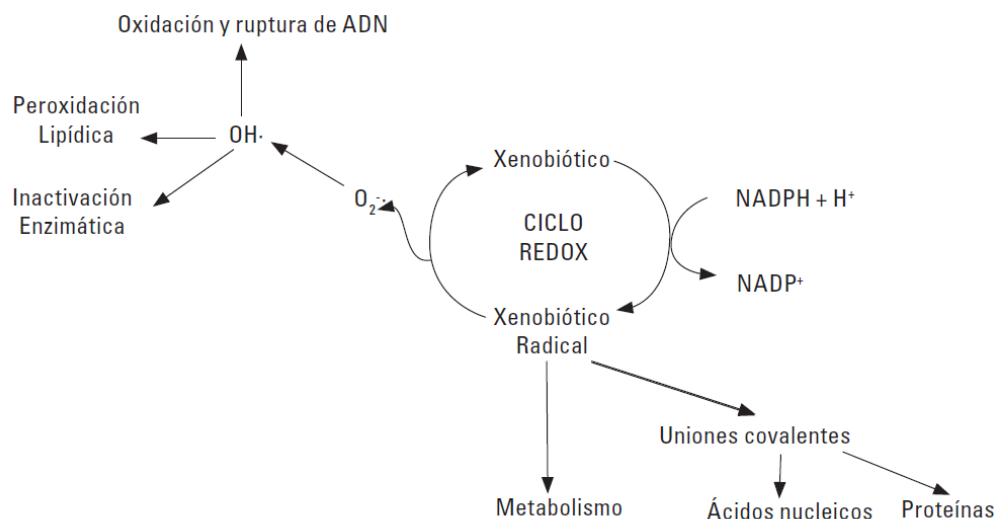 Oxidación y ruptura de ADN
Peroxidación
Lipídica
OH·
Inactivación
Enzimática
O₂⁻·
Xenobiótico
CICLO
REDOX
NADPH + H⁺
NADP⁺
Xenobiótico
Radical
Uniones covalentes
Metabolismo
Ácidos nucleicos
Proteínas